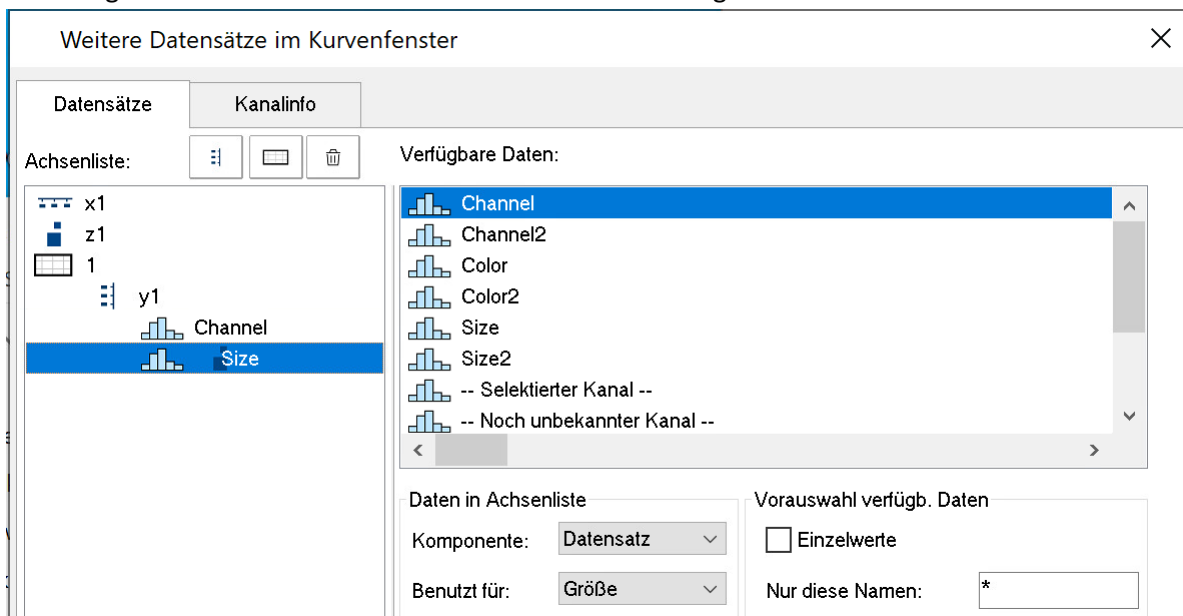 Weitere Datensätze im Kurvenfenster
Datensätze
Kanalinfo
Achsenliste:
Verfügbare Daten:
x1
z1
1
y1
Channel
Size
Channel
Channel2
Color
Color2
Size
Size2
-- Selektierter Kanal --
-- Noch unbekannter Kanal --
Daten in Achsenliste
Komponente: Datensatz
Benutzt für: Größe
Vorauswahl verfügb. Daten
Einzelwerte
Nur diese Namen: *